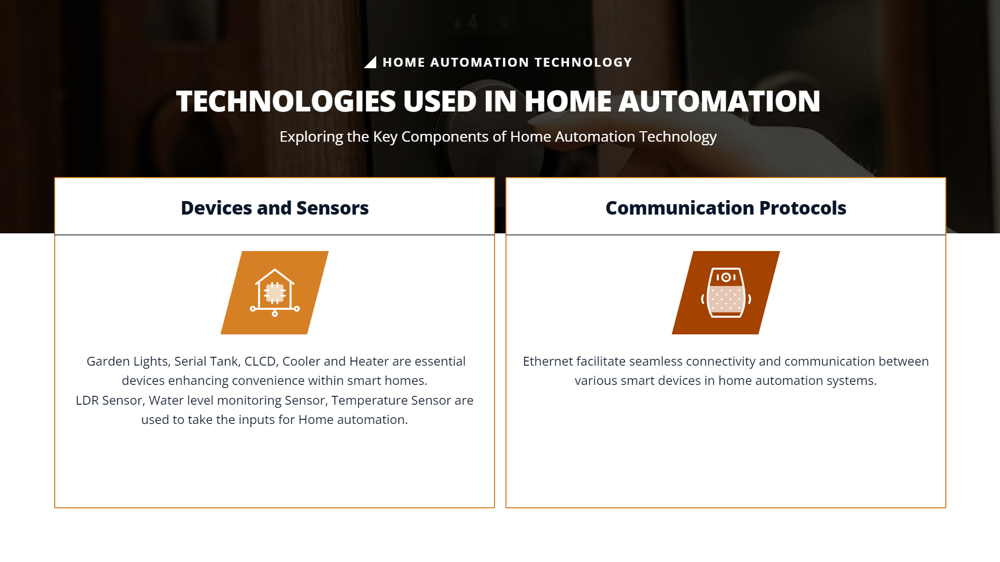 4
HOME AUTOMATION TECHNOLOGY
TECHNOLOGIES USED IN HOME AUTOMATION
Exploring the Key Components of Home Automation Technology
Devices and Sensors
Garden Lights, Serial Tank, CLCD, Cooler and Heater are essential
devices enhancing convenience within smart homes.
LDR Sensor, Water level monitoring Sensor, Temperature Sensor are
used to take the inputs for Home automation.
Communication Protocols
Ethernet facilitate seamless connectivity and communication between
various smart devices in home automation systems.